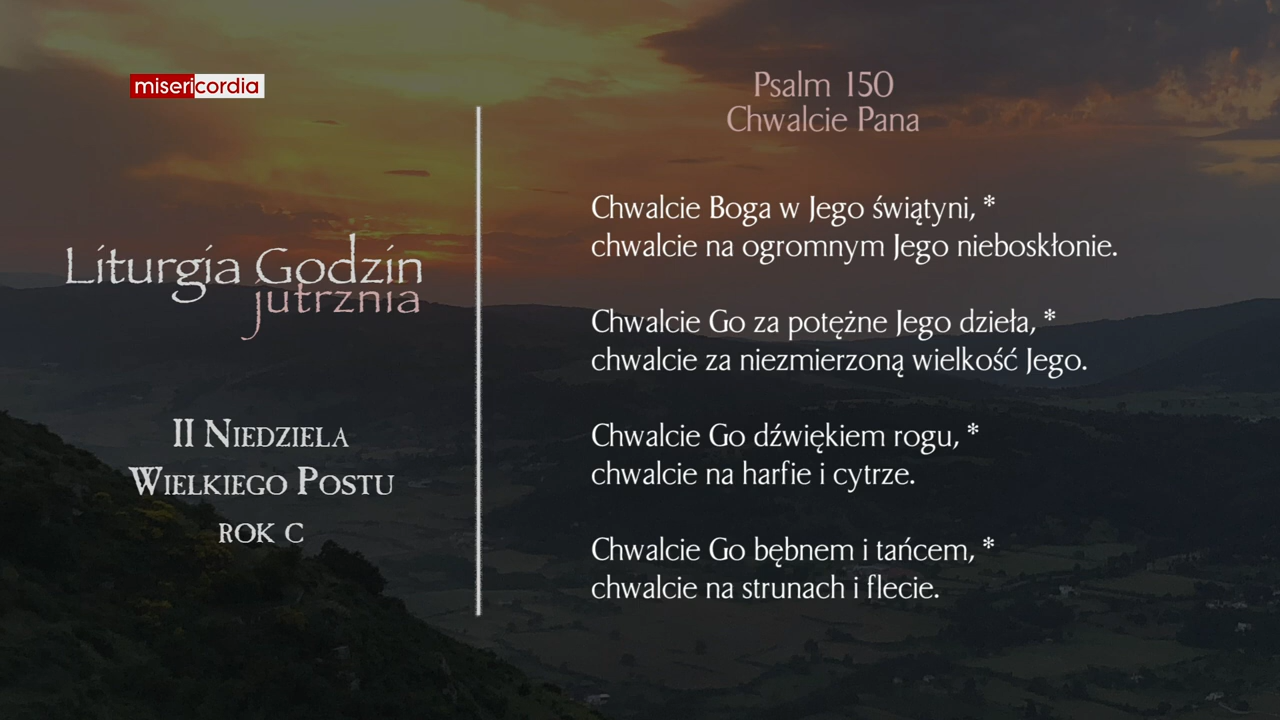 misericordia
Liturgia Godzin
jutrznia
II Niedziela
Wielkiego Postu
rok C
Psalm 150
Chwalcie Pana
Chwalcie Boga w Jego świątyni, *
chwalcie na ogromnym Jego nieboskłonie.
Chwalcie Go za potężne Jego dzieła, *
chwalcie za niezmierzoną wielkość Jego.
Chwalcie Go dźwiękiem rogu, *
chwalcie na harfie i cytrze.
Chwalcie Go bębnem i tańcem, *
chwalcie na strunach i flecie.